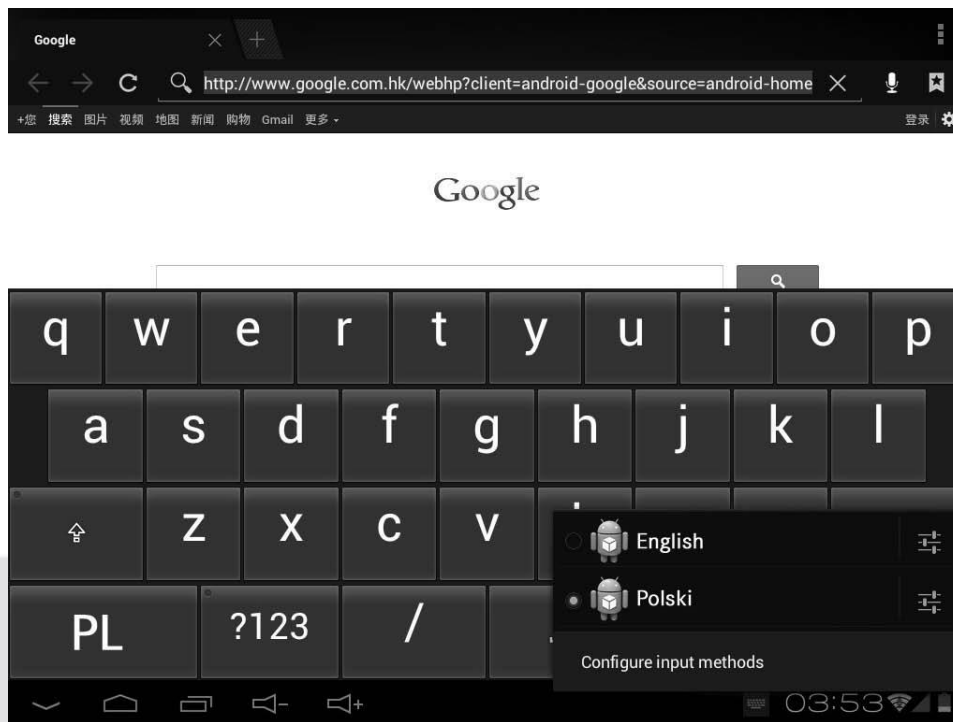 Google
http://www.google.com.hk/webhp?client=android-google&source=android-home
+您 搜索 图片 视频 地图 新闻 购物 Gmail 更多 登录
Google
q w e r t y u i o p
a s d f g h j k l
z x c v
English
Polski
PL ?123 /
Configure input methods
03:53